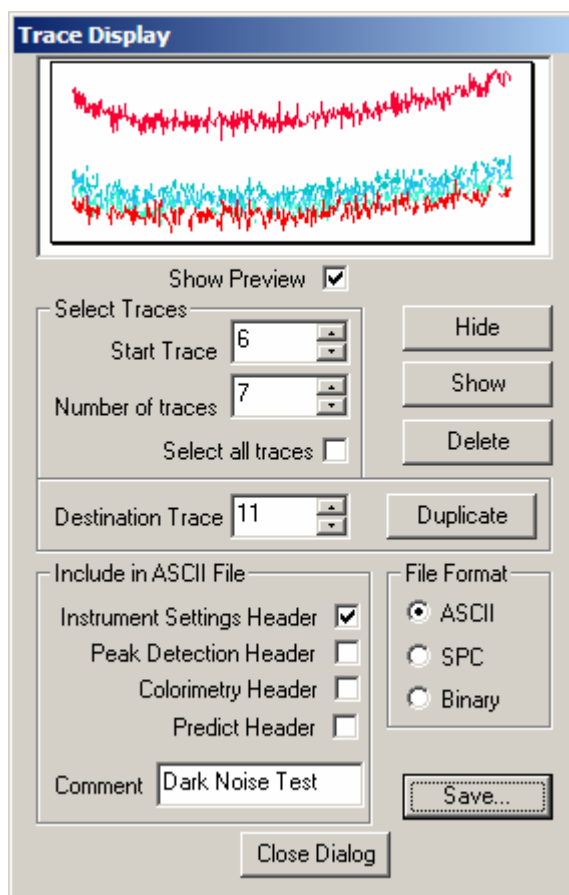 Trace Display
Show Preview
Select Traces
Start Trace 6
Number of traces 7
Select all traces
Hide
Show
Delete
Destination Trace 11
Duplicate
Include in ASCII File
Instrument Settings Header
Peak Detection Header
Colorimetry Header
Predict Header
Comment Dark Noise Test
File Format
ASCII
SPC
Binary
Save...
Close Dialog